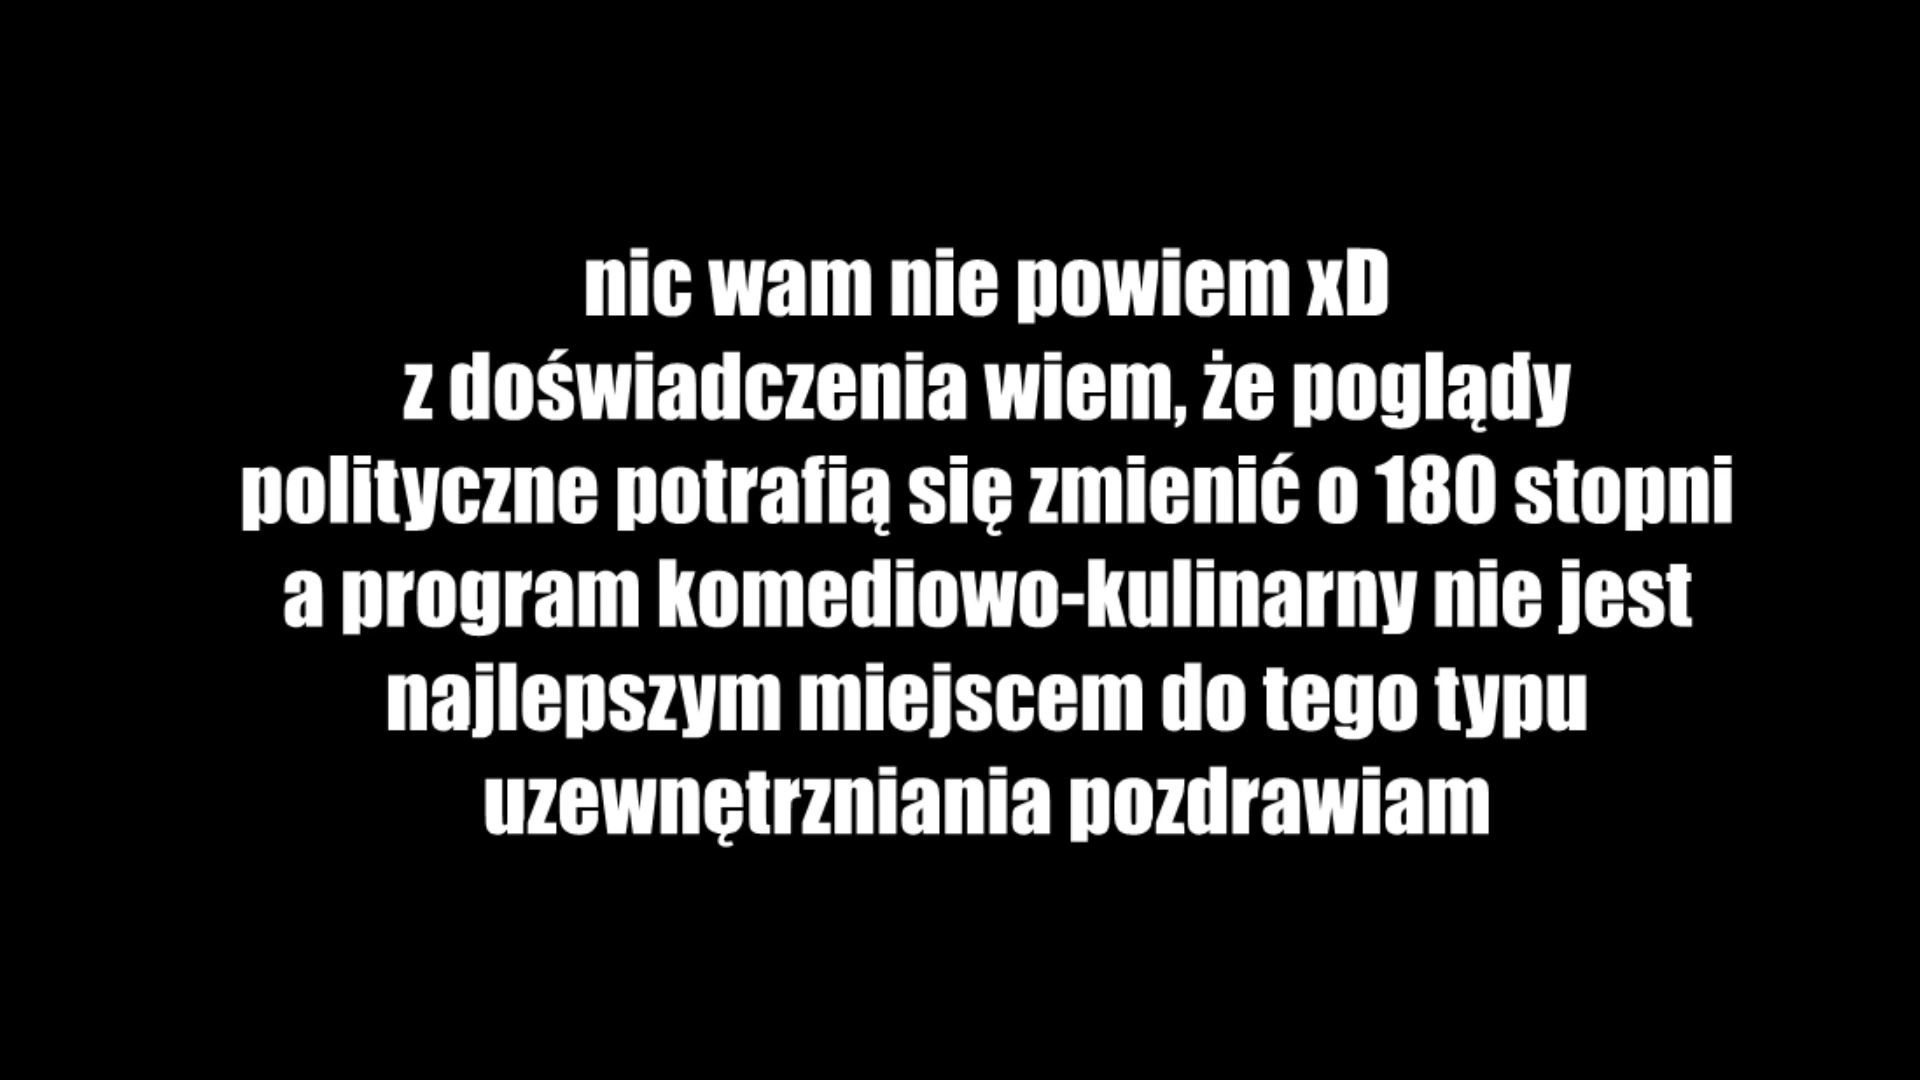 nic wam nie powiem xD
z doświadczenia wiem, że poglądy
polityczne potrafią się zmienić o 180 stopni
a program komediowo-kulinarny nie jest
najlepszym miejscem do tego typu
uzewnętrzniania pozdrawiam